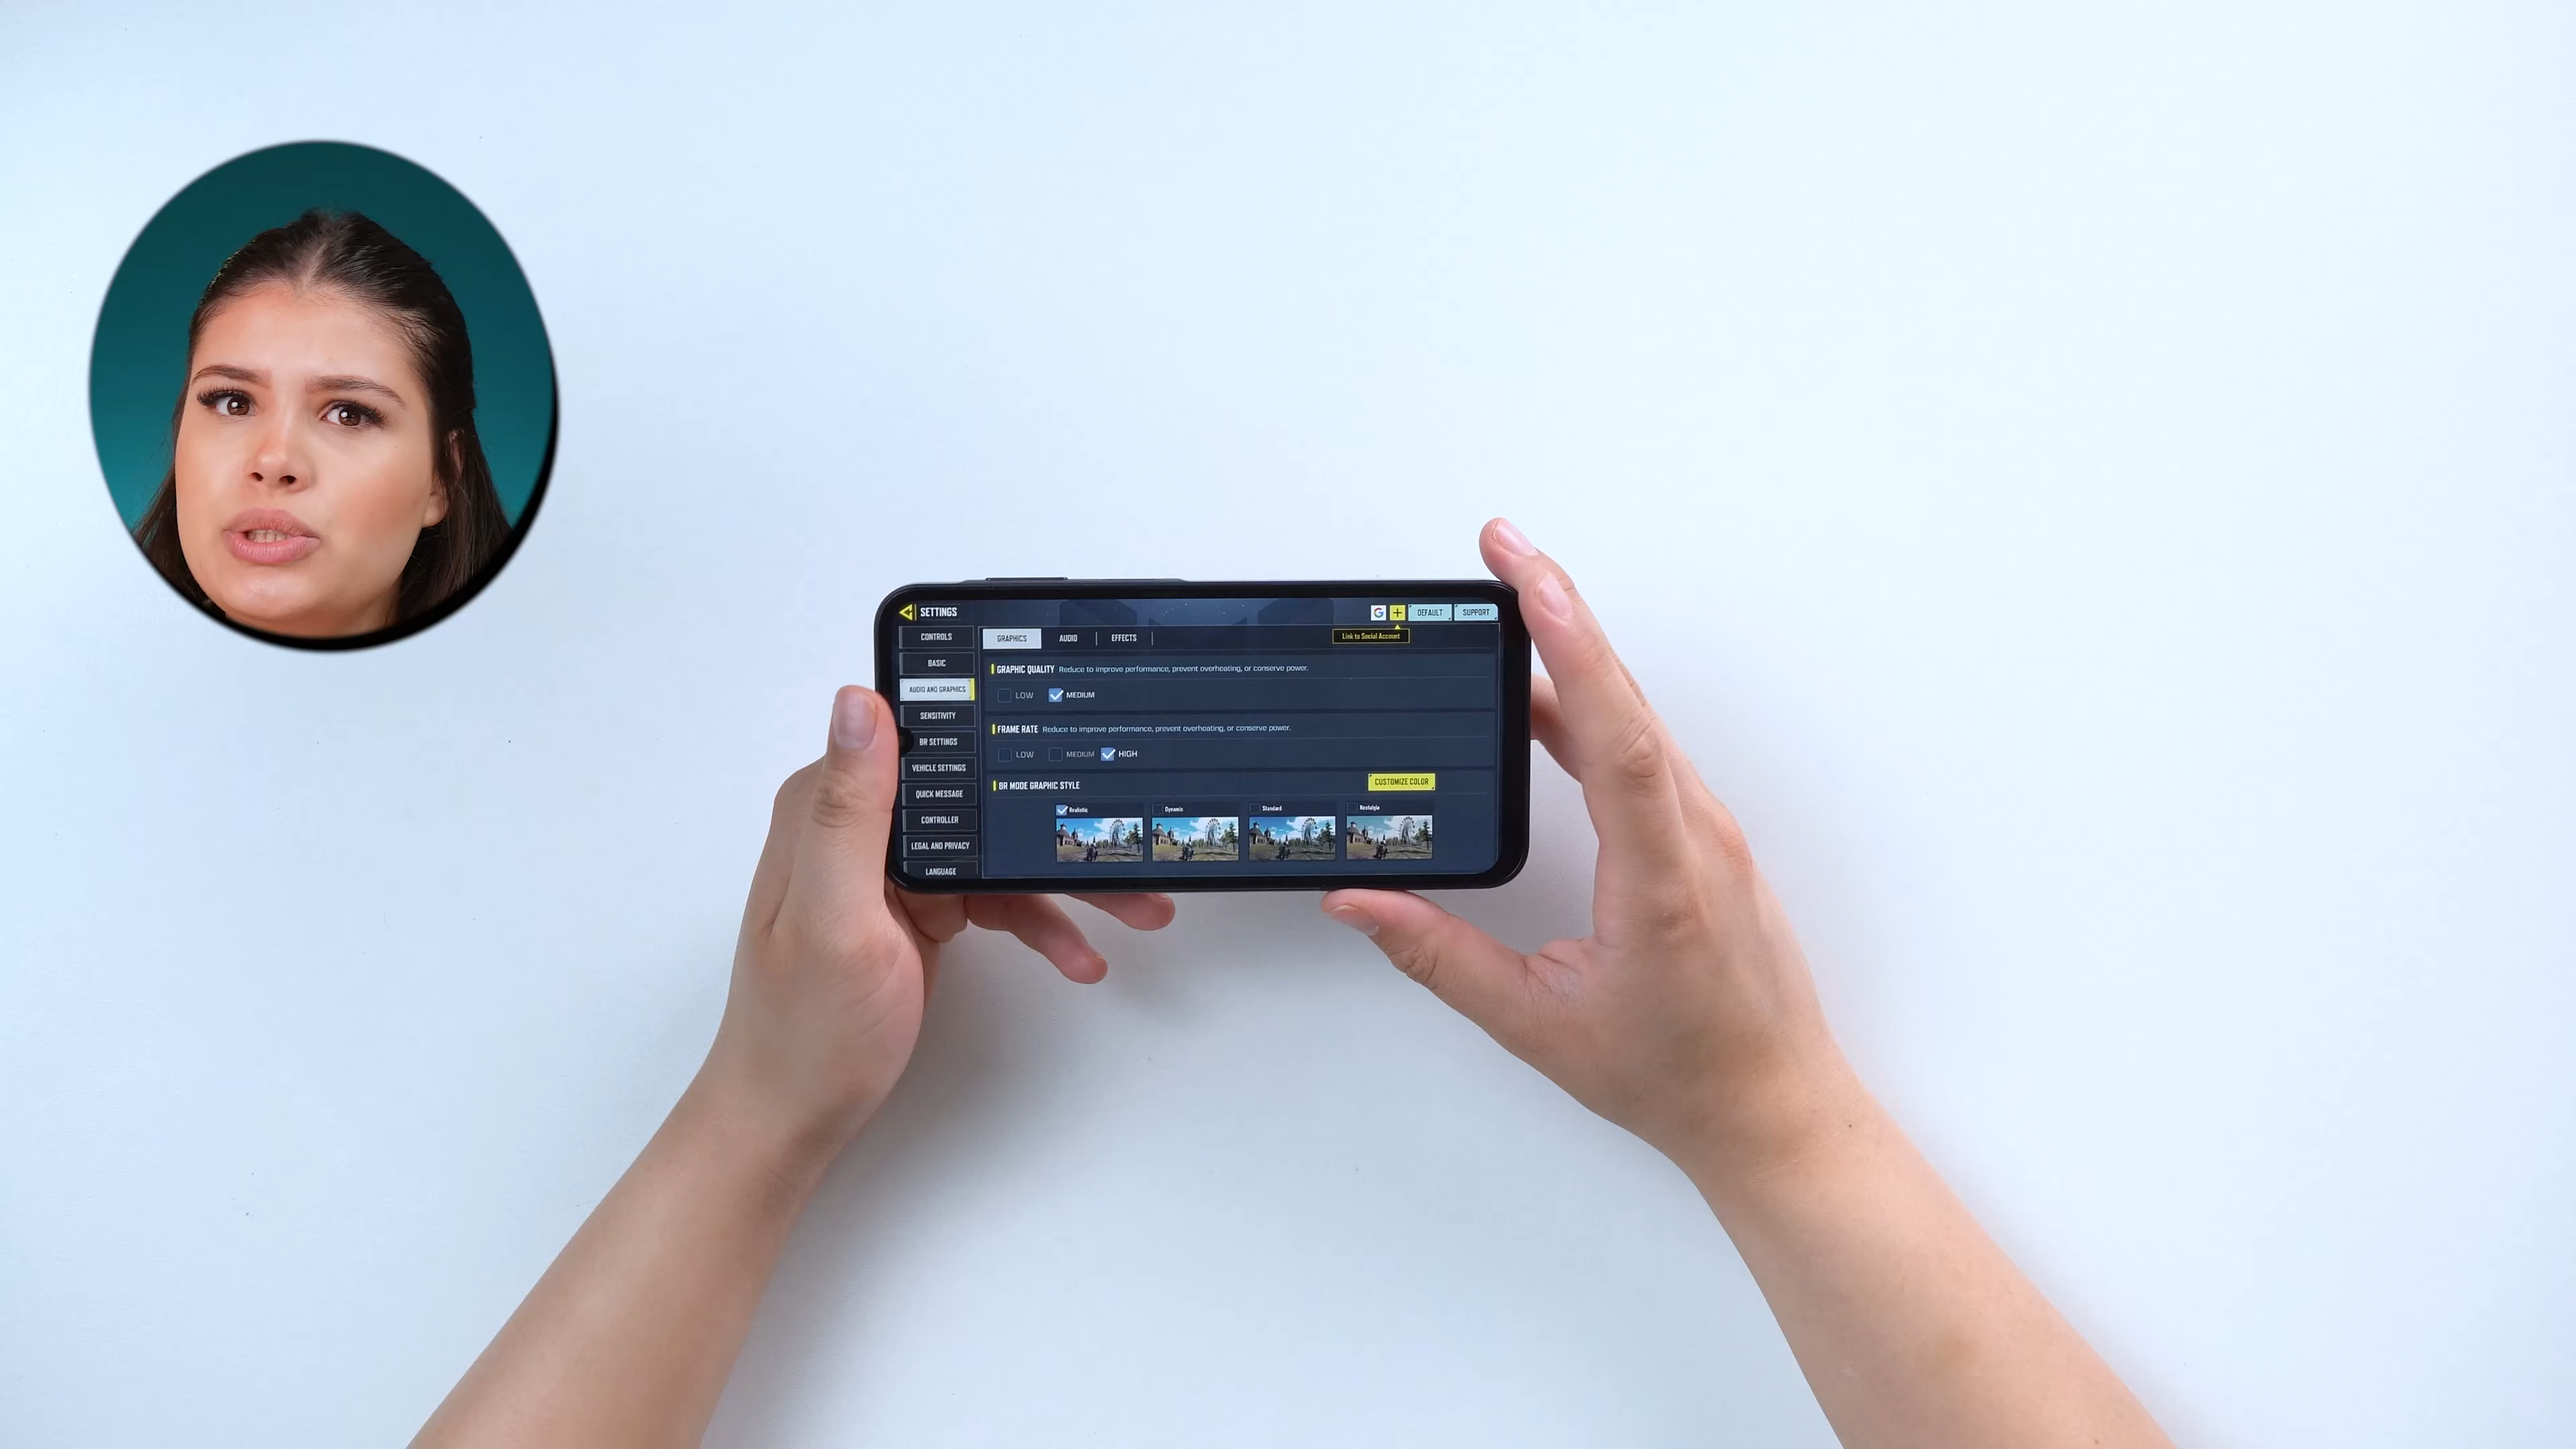 SETTINGS
G + DEFAULT SUPPORT
Link to Social Account
CONTROLS
BASIC
AUDIO AND GRAPHICS
SENSITIVITY
BR SETTINGS
VEHICLE SETTINGS
QUICK MESSAGE
CONTROLLER
LEGAL AND PRIVACY
LANGUAGE
GRAPHICS AUDIO EFFECTS
GRAPHIC QUALITY Reduce to improve performance, prevent overheating, or conserve power.
LOW MEDIUM
FRAME RATE Reduce to improve performance, prevent overheating, or conserve power.
LOW MEDIUM HIGH
BR MODE GRAPHIC STYLE CUSTOMIZE COLOR
Realistic Dynamic Standard Nostalgia